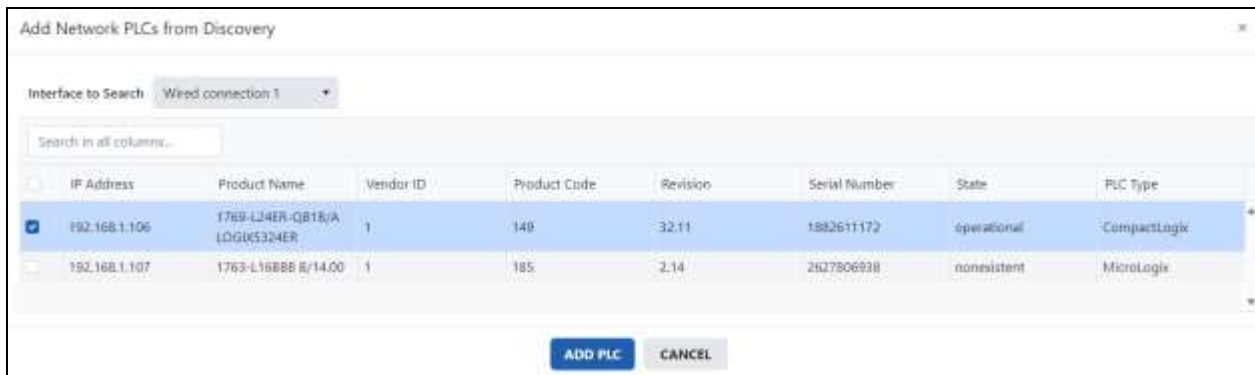 Add Network PLCs from Discovery
Interface to Search Wired connection 1
Search in all columns...
IP Address Product Name Vendor ID Product Code Revision Serial Number State PLC Type
192.168.1.106 1769-L24ER-QB1B/A LOGIX5324ER 1 149 32.11 1882611172 operational CompactLogix
192.168.1.107 1763-L16BBB B/14.00 1 185 2.14 2627806938 nonexistent MicroLogix
ADD PLC CANCEL